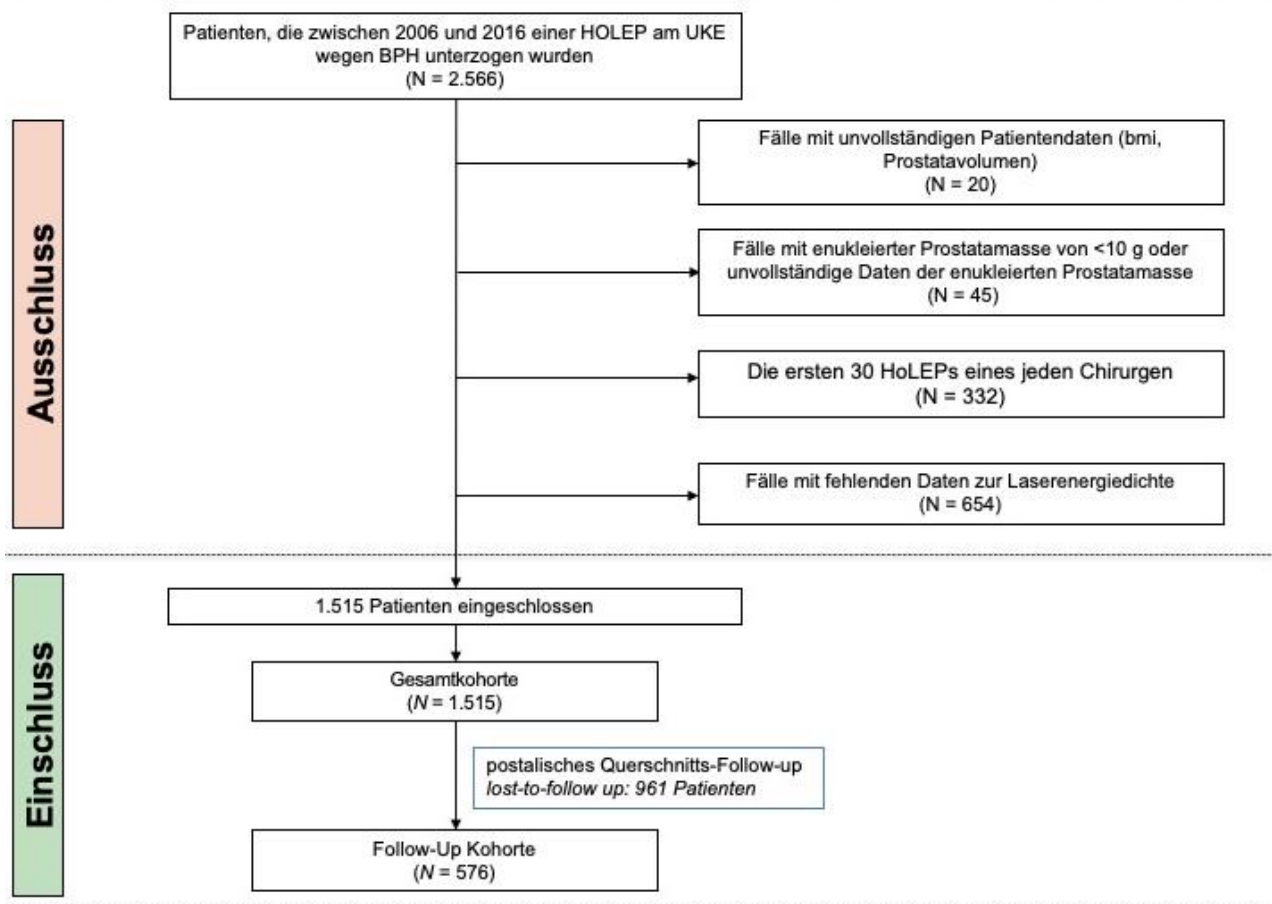 Patienten, die zwischen 2006 und 2016 einer HOLEP am UKE
wegen BPH unterzogen wurden
(N = 2.566)
Ausschluss
Fälle mit unvollständigen Patientendaten (bmi,
Prostatavolumen)
(N = 20)
Fälle mit enukleierter Prostatamasse von <10 g oder
unvollständige Daten der enukleierten Prostatamasse
(N = 45)
Die ersten 30 HoLEPs eines jeden Chirurgen
(N = 332)
Fälle mit fehlenden Daten zur Laserenergiedichte
(N = 654)
Einschluss
1.515 Patienten eingeschlossen
Gesamtkohorte
(N = 1.515)
postalisches Querschnitts-Follow-up
lost-to-follow up: 961 Patienten
Follow-Up Kohorte
(N = 576)